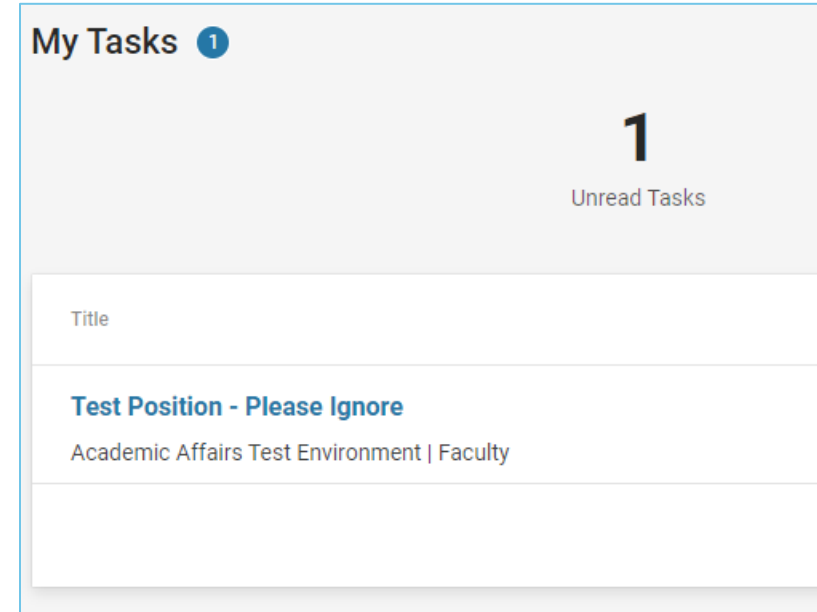 My Tasks 1
1
Unread Tasks
Title
Test Position - Please Ignore
Academic Affairs Test Environment | Faculty